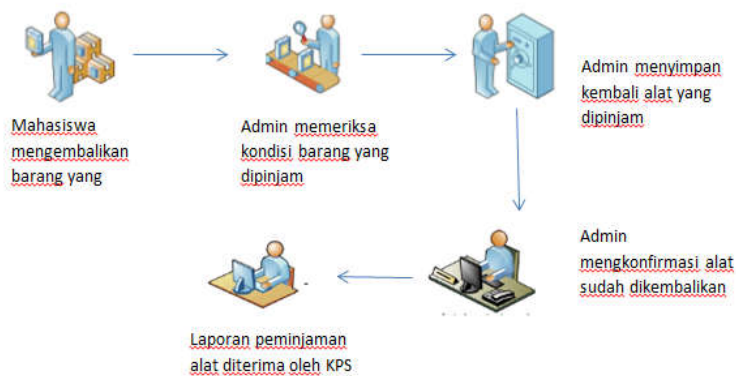 Mahasiswa
mengembalikan
barang yang
Admin memeriksa
kondisi barang yang
dipinjam
Admin menyimpan
kembali alat yang
dipinjam
Admin
mengkonfirmasi alat
sudah dikembalikan
Laporan peminjaman
alat diterima oleh KPS